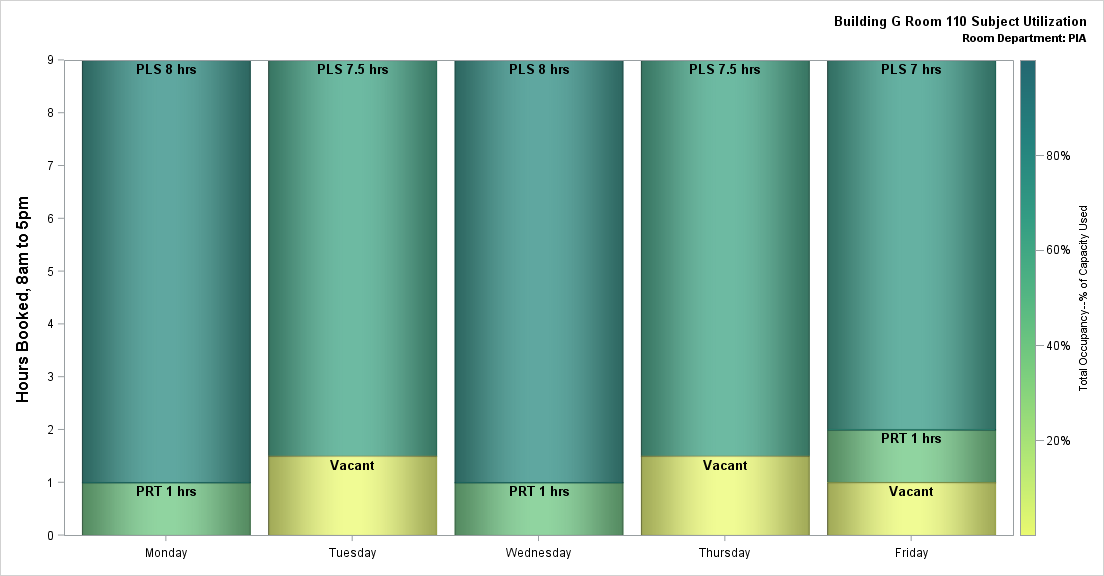 Building G Room 110 Subject Utilization
Room Department: PIA
Hours Booked, 8am to 5pm
9
8
7
6
5
4
3
2
1
0
PLS 8 hrs
PRT 1 hrs
PLS 7.5 hrs
Vacant
PLS 8 hrs
PRT 1 hrs
PLS 7.5 hrs
Vacant
PLS 7 hrs
PRT 1 hrs
Vacant
Monday
Tuesday
Wednesday
Thursday
Friday
80%
60%
40%
20%
Total Occupancy--% of Capacity Used